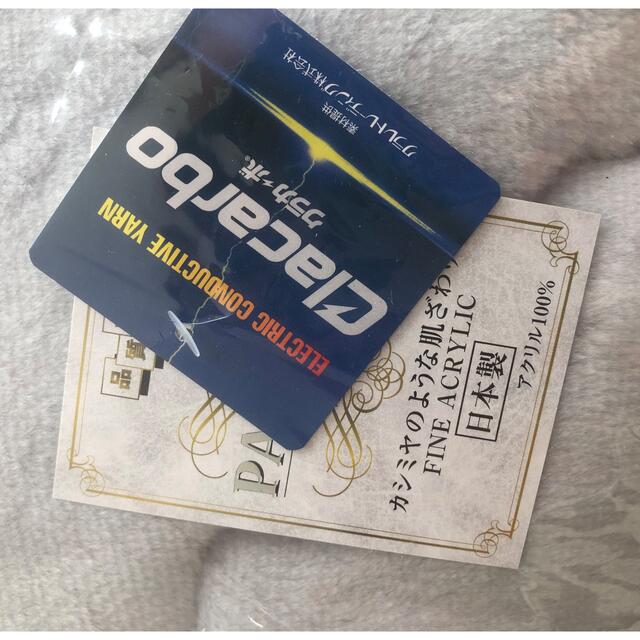 ELECTRIC CONDUCTIVE YARN
Clacarbo
クラカーボ®
素材提供
クラレトレーディング株式会社
品質
PA
カシミヤのような肌ざわり
FINE ACRYLIC
日本製
アクリル100%